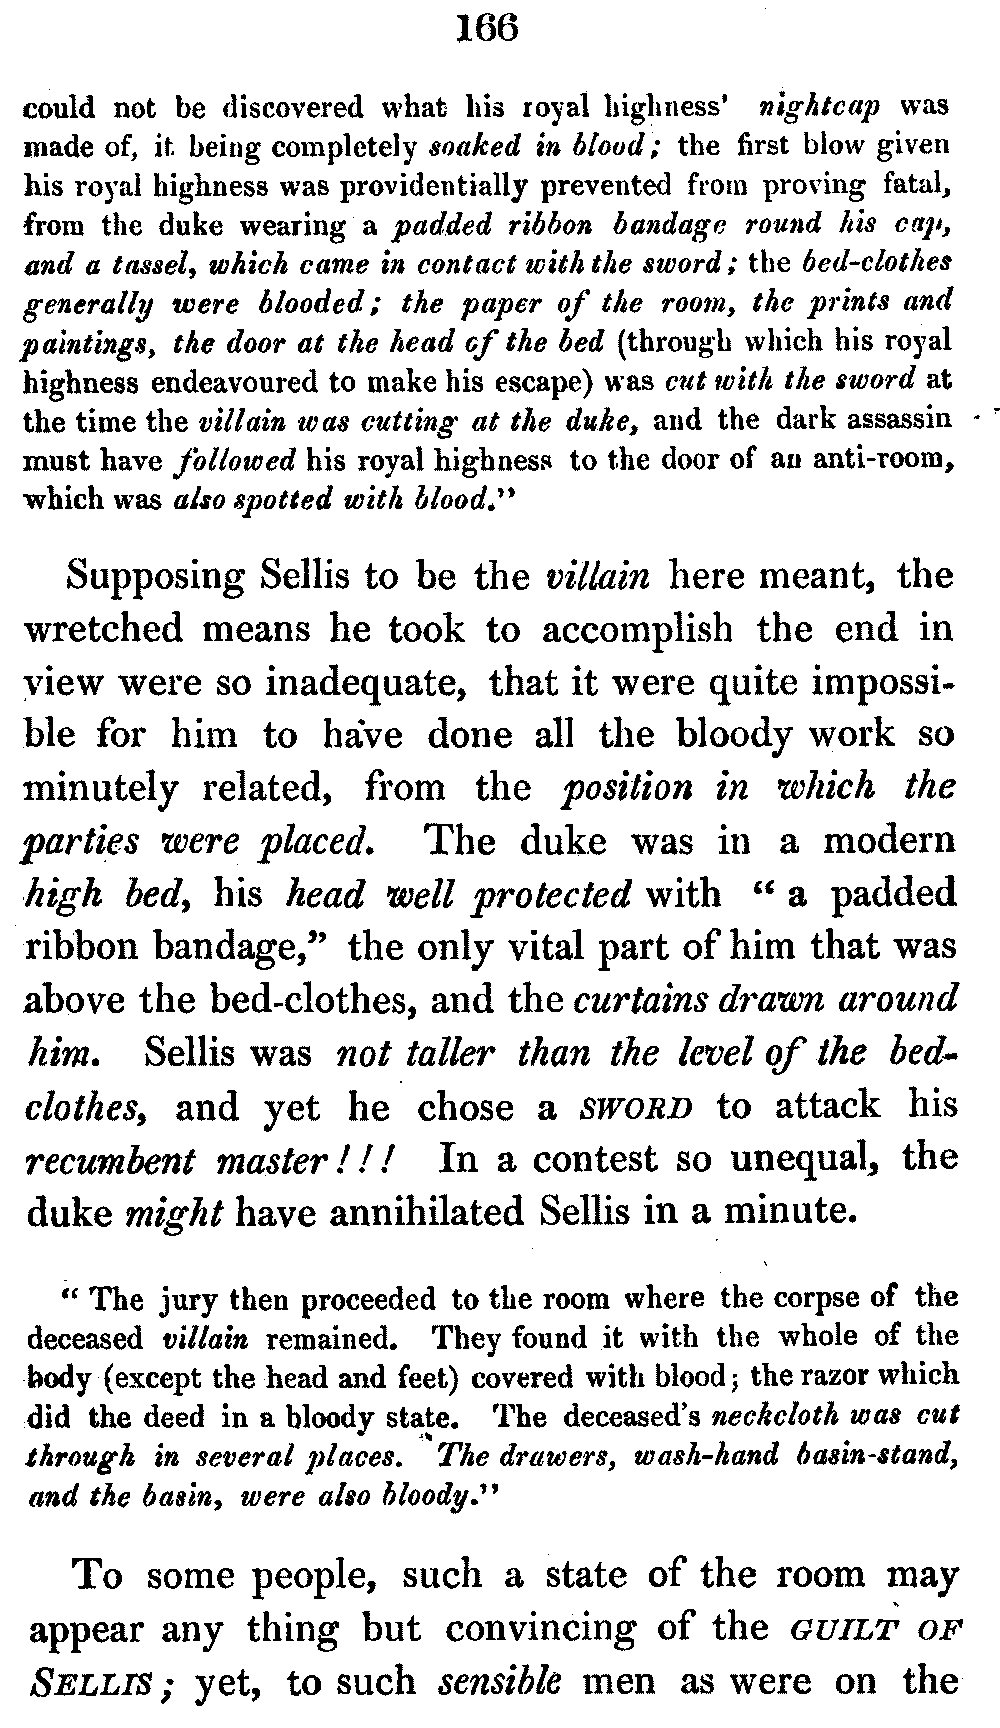 166
could not be discovered what his royal highness' nightcap was
made of, it being completely soaked in blood; the first blow given
his royal highness was providentially prevented from proving fatal,
from the duke wearing a padded ribbon bandage round his cap,
and a tassel, which came in contact with the sword; the bed-clothes
generally were blooded; the paper of the room, the prints and
paintings, the door at the head of the bed (through which his royal
highness endeavoured to make his escape) was cut with the sword at
the time the villain was cutting at the duke, and the dark assassin
must have followed his royal highness to the door of an anti-room,
which was also spotted with blood."
Supposing Sellis to be the villain here meant, the
wretched means he took to accomplish the end in
view were so inadequate, that it were quite impossi-
ble for him to have done all the bloody work so
minutely related, from the position in which the
parties were placed. The duke was in a modern
high bed, his head well protected with " a padded
ribbon bandage," the only vital part of him that was
above the bed-clothes, and the curtains drawn around
him. Sellis was not taller than the level of the bed-
clothes, and yet he chose a SWORD to attack his
recumbent master!!! In a contest so unequal, the
duke might have annihilated Sellis in a minute.
" The jury then proceeded to the room where the corpse of the
deceased villain remained. They found it with the whole of the
body (except the head and feet) covered with blood; the razor which
did the deed in a bloody state. The deceased's neckcloth was cut
through in several places. The drawers, wash-hand basin-stand,
and the basin, were also bloody."
To some people, such a state of the room may
appear any thing but convincing of the GUILT OF
SELLIS; yet, to such sensible men as were on the